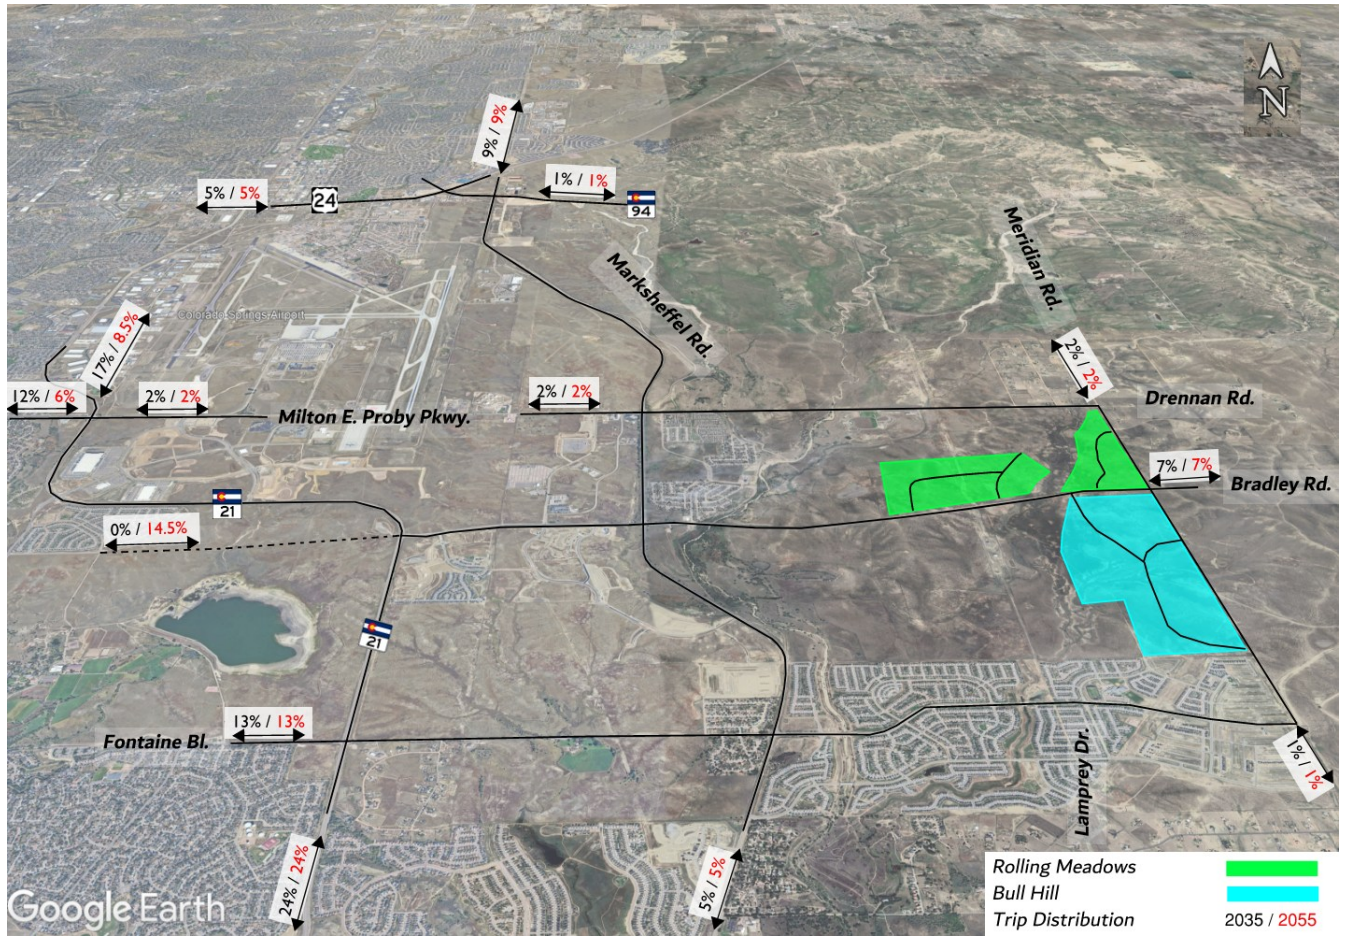 N
9% / 9%
5% / 5%
24
1% / 1%
94
Meridian Rd.
Marksheffel Rd.
Colorado Springs Airport
17% / 8.5%
2% / 2%
12% / 6%
2% / 2%
2% / 2%
Drennan Rd.
Milton E. Proby Pkwy.
7% / 7%
Bradley Rd.
21
0% / 14.5%
21
13% / 13%
Fontaine Bl.
Lamprey Dr.
1% / 1%
24% / 24%
5% / 5%
Google Earth
Rolling Meadows
Bull Hill
Trip Distribution 2035 / 2055